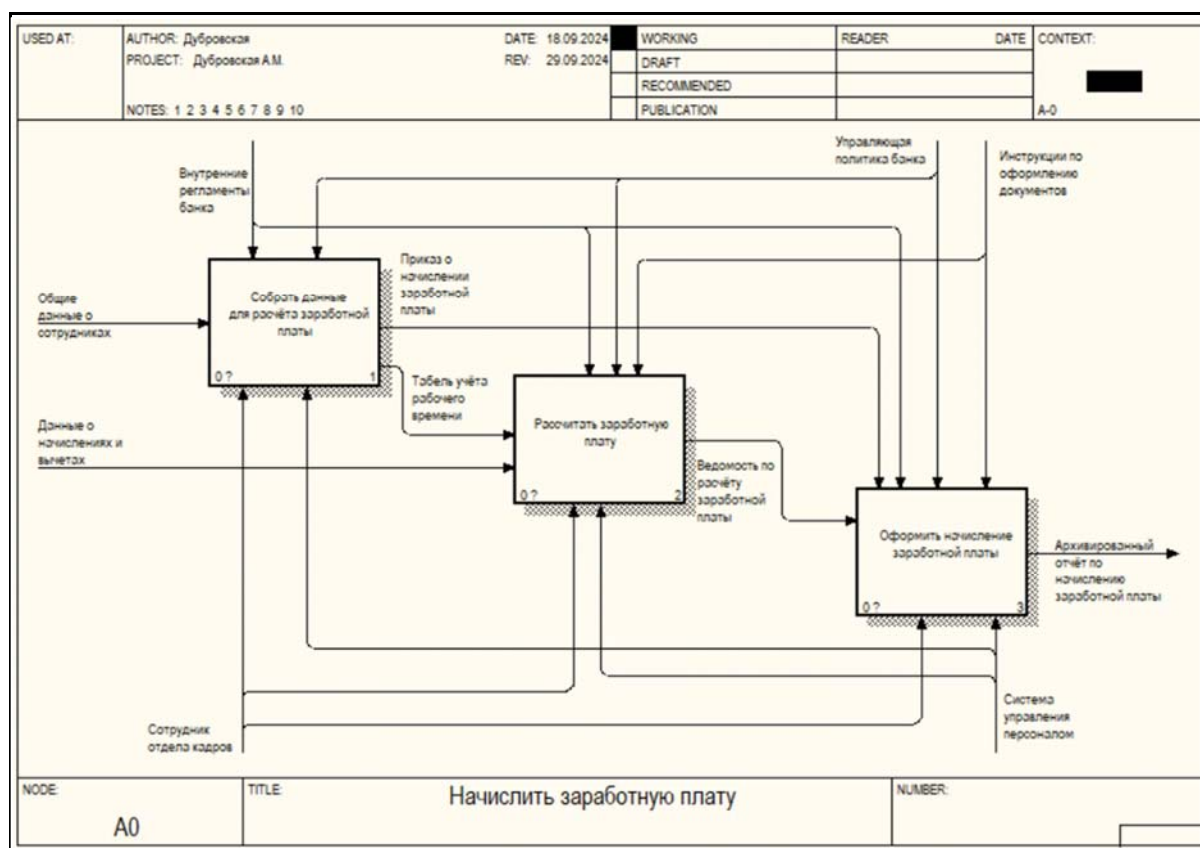 USED AT:
AUTHOR: Дубровская
DATE: 18.09.2024
WORKING
READER
DATE
CONTEXT:
PROJECT: Дубровская А.М.
REV: 29.09.2024
DRAFT
RECOMMENDED
NOTES: 1 2 3 4 5 6 7 8 9 10
PUBLICATION
A-0
Внутренние
регламенты
банка
Управляющая
политика банка
Инструкции по
оформлению
документов
Общие
данные о
сотрудниках
Собрать данные
для расчёта заработной
платы
0 ?
1
Приказ о
начислении
заработной
платы
Табель учёта
рабочего
времени
Данные о
начислениях и
вычетах
Рассчитать заработную
плату
0 ?
2
Ведомость по
расчёту
заработной
платы
Оформить начисление
заработной платы
0 ?
3
Архивированный
отчёт по
начислению
заработной платы
Сотрудник
отдела кадров
Система
управления
персоналом
NODE:
A0
TITLE:
Начислить заработную плату
NUMBER: